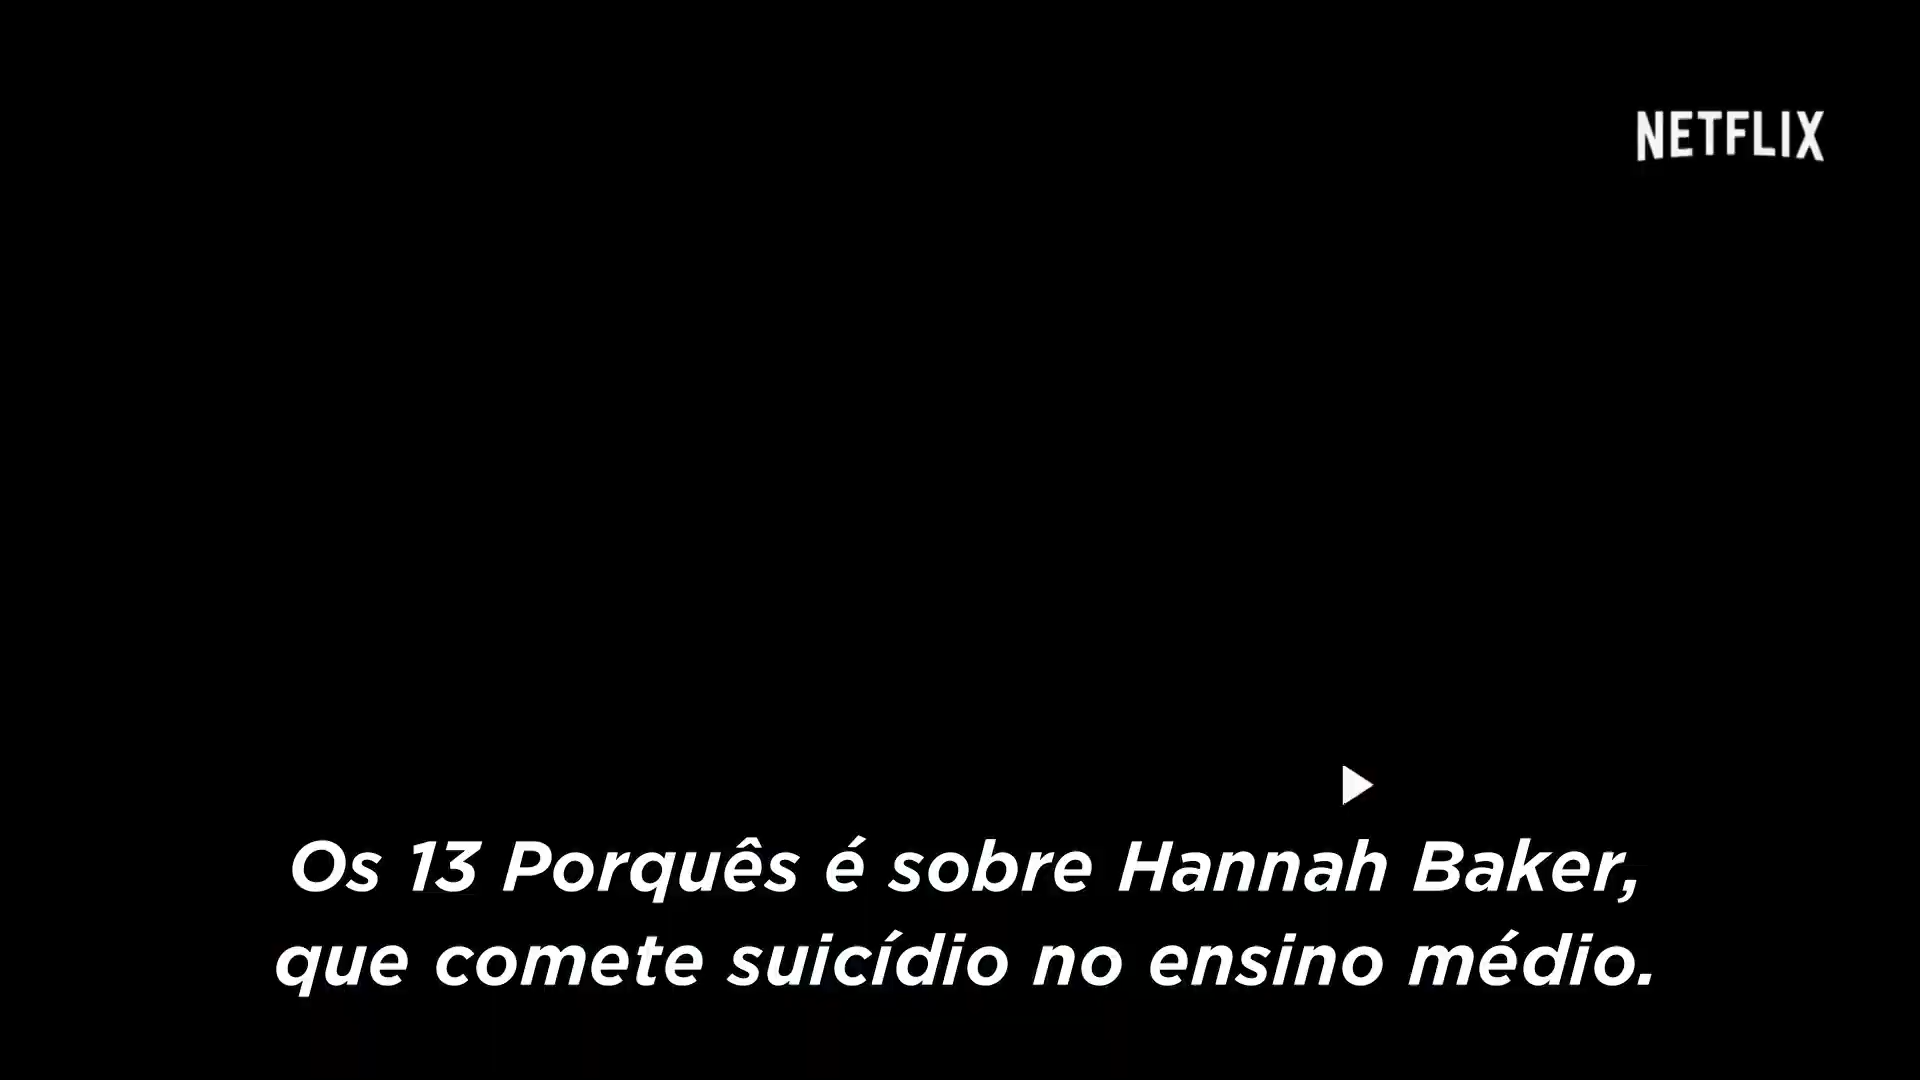 NETFLIX
Os 13 Porquês é sobre Hannah Baker,
que comete suicídio no ensino médio.